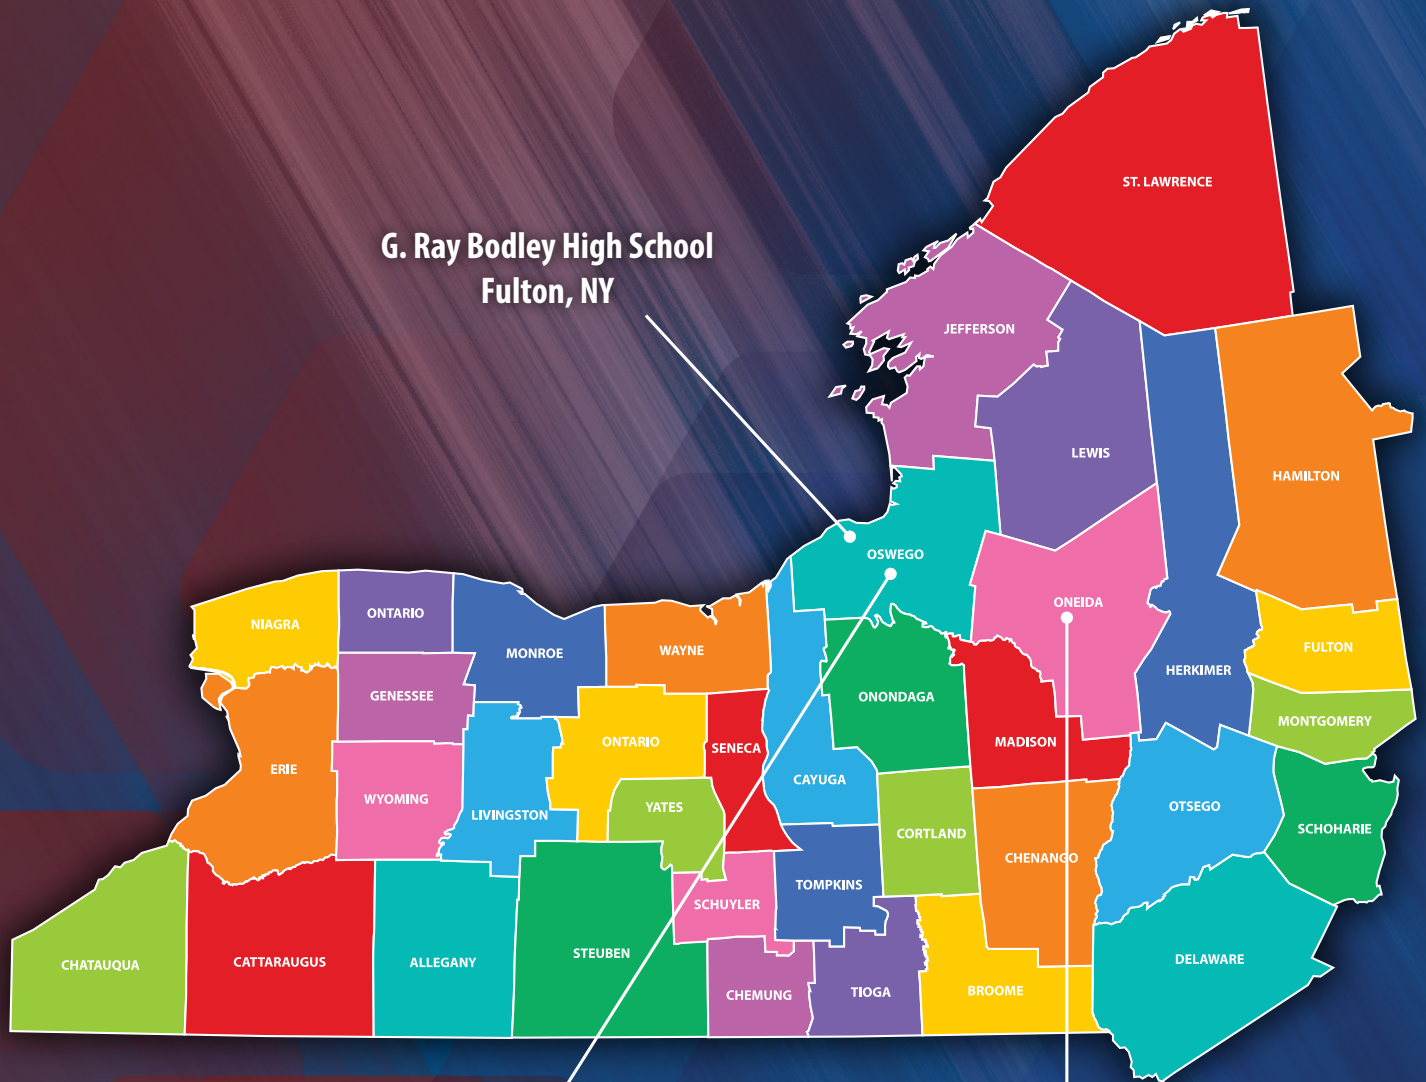 ST. LAWRENCE
G. Ray Bodley High School
Fulton, NY
JEFFERSON
LEWIS
HAMILTON
OSWEGO
ONEIDA
NIAGRA
ONTARIO
MONROE
WAYNE
FULTON
HERKIMER
GENESSEE
ONONDAGA
MONTGOMERY
ONTARIO
SENECA
MADISON
ERIE
CAYUGA
WYOMING
YATES
OTSEGO
LIVINGSTON
CORTLAND
SCHOHARIE
CHENANGO
TOMPKINS
SCHUYLER
STEUBEN
DELAWARE
CHATAUQUA
CATTARAUGUS
ALLEGANY
CHEMUNG
TIOGA
BROOME